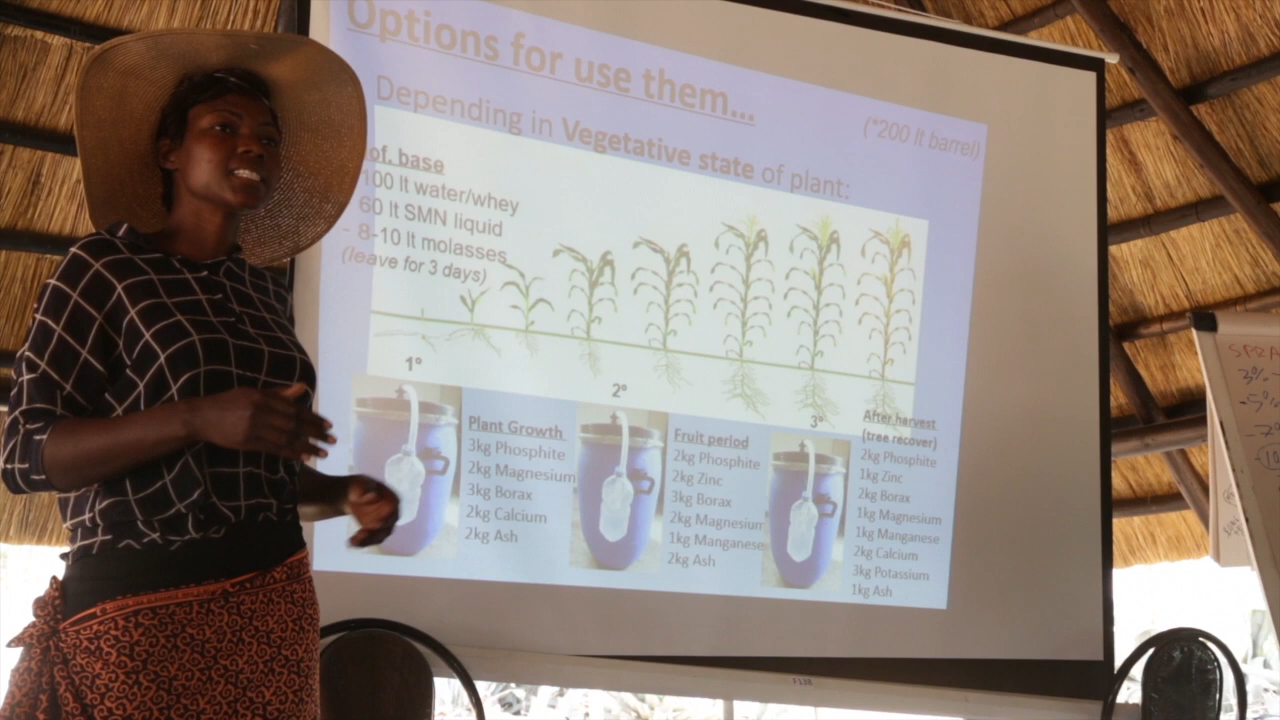 Options for use them...
Depending in Vegetative state of plant:
(*200 lt barrel)
of. base
100 lt water/whey
60 lt SMN liquid
- 8-10 lt molasses
(leave for 3 days)
1°
2°
3°
Plant Growth
3kg Phosphite
2kg Magnesium
3kg Borax
2kg Calcium
2kg Ash
Fruit period
2kg Phosphite
2kg Zinc
3kg Borax
2kg Magnesium
1kg Manganese
2kg Ash
After harvest
(tree recover)
2kg Phosphite
1kg Zinc
2kg Borax
1kg Magnesium
1kg Manganese
2kg Calcium
3kg Potassium
1kg Ash
SPRA
3%